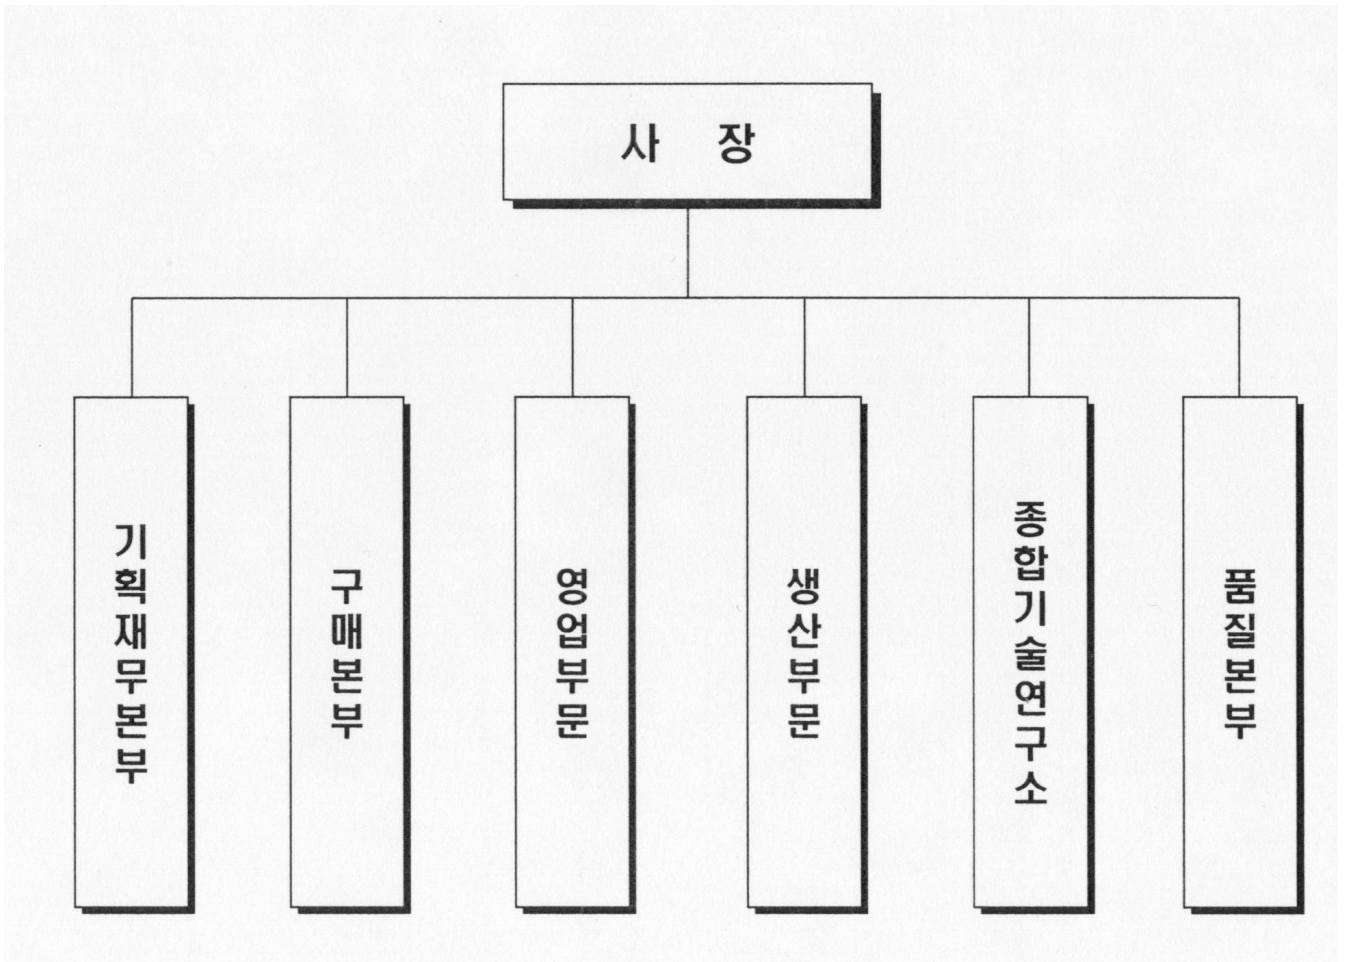 사 장
기획재무본부
구매본부
영업부문
생산부문
종합기술연구소
품질본부